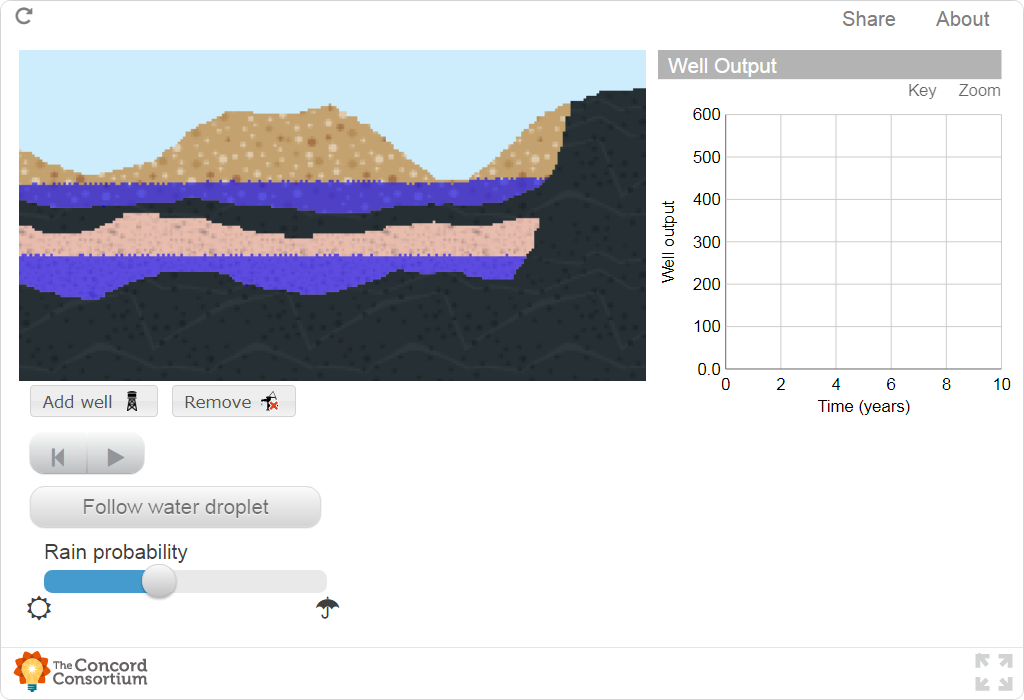 Share About
Well Output
Key Zoom
600
500
400
300
200
100
0.0
Well output
0 2 4 6 8 10
Time (years)
Add well
Remove
Follow water droplet
Rain probability
The Concord
Consortium